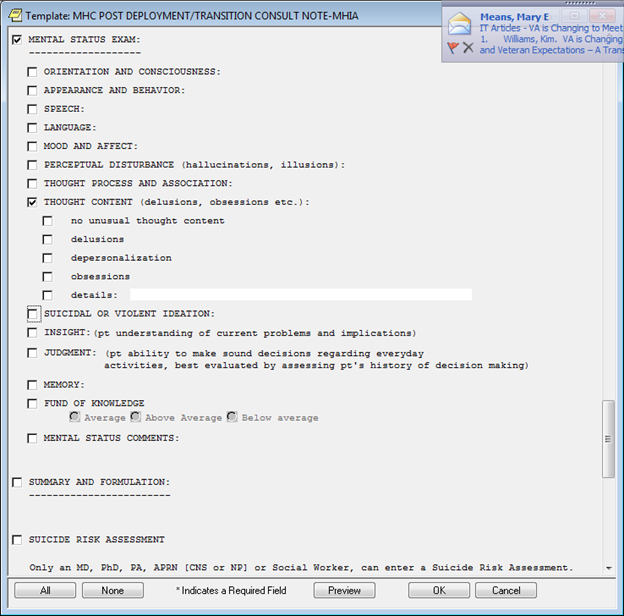 Template: MHC POST DEPLOYMENT/TRANSITION CONSULT NOTE-MHIA
Means, Mary E
IT Articles - VA is Changing to Meet
1. Williams, Kim. VA is Changing
and Veteran Expectations – A Trans
MENTAL STATUS EXAM:
-------------------
ORIENTATION AND CONSCIOUSNESS:
APPEARANCE AND BEHAVIOR:
SPEECH:
LANGUAGE:
MOOD AND AFFECT:
PERCEPTUAL DISTURBANCE (hallucinations, illusions):
THOUGHT PROCESS AND ASSOCIATION:
THOUGHT CONTENT (delusions, obsessions etc.):
no unusual thought content
delusions
depersonalization
obsessions
details:
SUICIDAL OR VIOLENT IDEATION:
INSIGHT: (pt understanding of current problems and implications)
JUDGMENT: (pt ability to make sound decisions regarding everyday
activities, best evaluated by assessing pt's history of decision making)
MEMORY:
FUND OF KNOWLEDGE
Average Above Average Below average
MENTAL STATUS COMMENTS:
SUMMARY AND FORMULATION:
------------------------
SUICIDE RISK ASSESSMENT
Only an MD, PhD, PA, APRN [CNS or NP] or Social Worker, can enter a Suicide Risk Assessment.
All None * Indicates a Required Field Preview OK Cancel